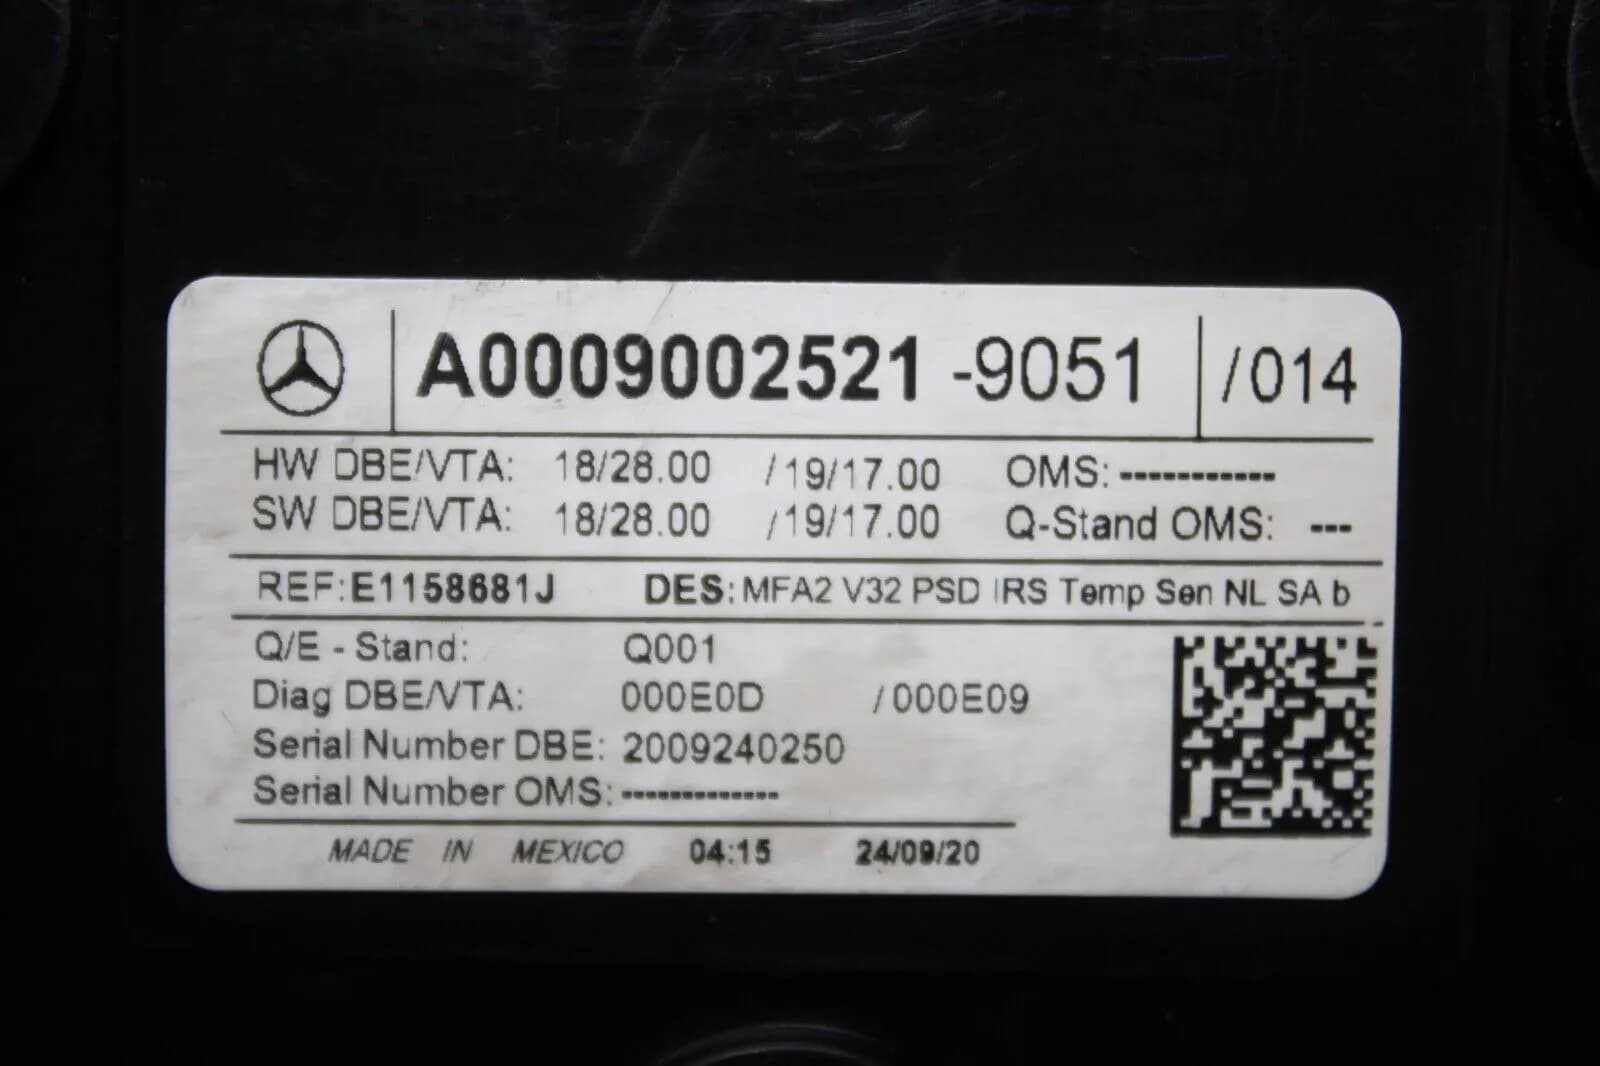 A0009002521 -9051 /014
HW DBE/VTA: 18/28.00 /19/17.00 OMS: -----------
SW DBE/VTA: 18/28.00 /19/17.00 Q-Stand OMS: ---
REF:E1158681J DES: MFA2 V32 PSD IRS Temp Sen NL SA b
Q/E - Stand: Q001
Diag DBE/VTA: 000E0D /000E09
Serial Number DBE: 2009240250
Serial Number OMS: -------------
MADE IN MEXICO 04:15 24/09/20